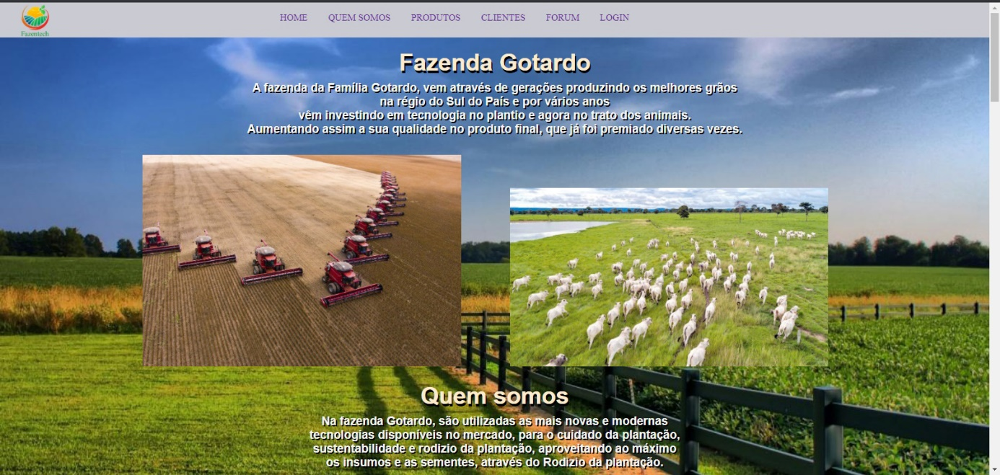 Fazentech
HOME QUEM SOMOS PRODUTOS CLIENTES FORUM LOGIN
Fazenda Gotardo
A fazenda da Família Gotardo, vem através de gerações produzindo os melhores grãos
na régio do Sul do País e por vários anos
vêm investindo em tecnologia no plantio e agora no trato dos animais.
Aumentando assim a sua qualidade no produto final, que já foi premiado diversas vezes.
Quem somos
Na fazenda Gotardo, são utilizadas as mais novas e modernas
tecnologias disponíveis no mercado, para o cuidado da plantação,
sustentabilidade e rodizio da plantação, aproveitando ao máximo
os insumos e as sementes, através do Rodizio da plantação.